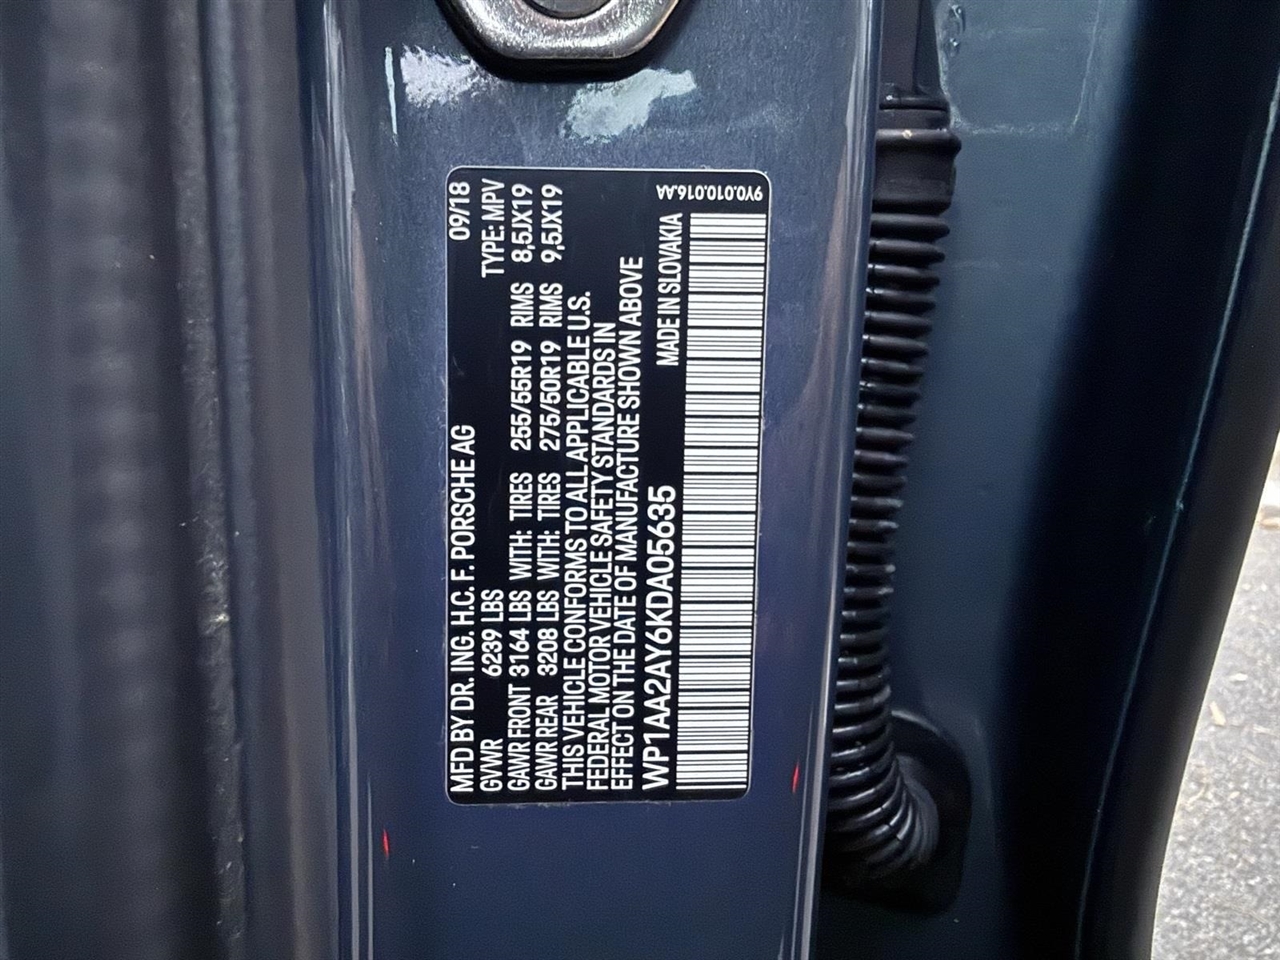 MFD BY DR. ING. H.C. F. PORSCHE AG 09/18
GVWR 6239 LBS TYPE: MPV
GAWR FRONT 3164 LBS WITH: TIRES 255/55R19 RIMS 8,5JX19
GAWR REAR 3208 LBS WITH: TIRES 275/50R19 RIMS 9,5JX19
THIS VEHICLE CONFORMS TO ALL APPLICABLE U.S.
FEDERAL MOTOR VEHICLE SAFETY STANDARDS IN
EFFECT ON THE DATE OF MANUFACTURE SHOWN ABOVE
WP1AA2AY6KDA05635 MADE IN SLOVAKIA
9Y0.010.016.AA